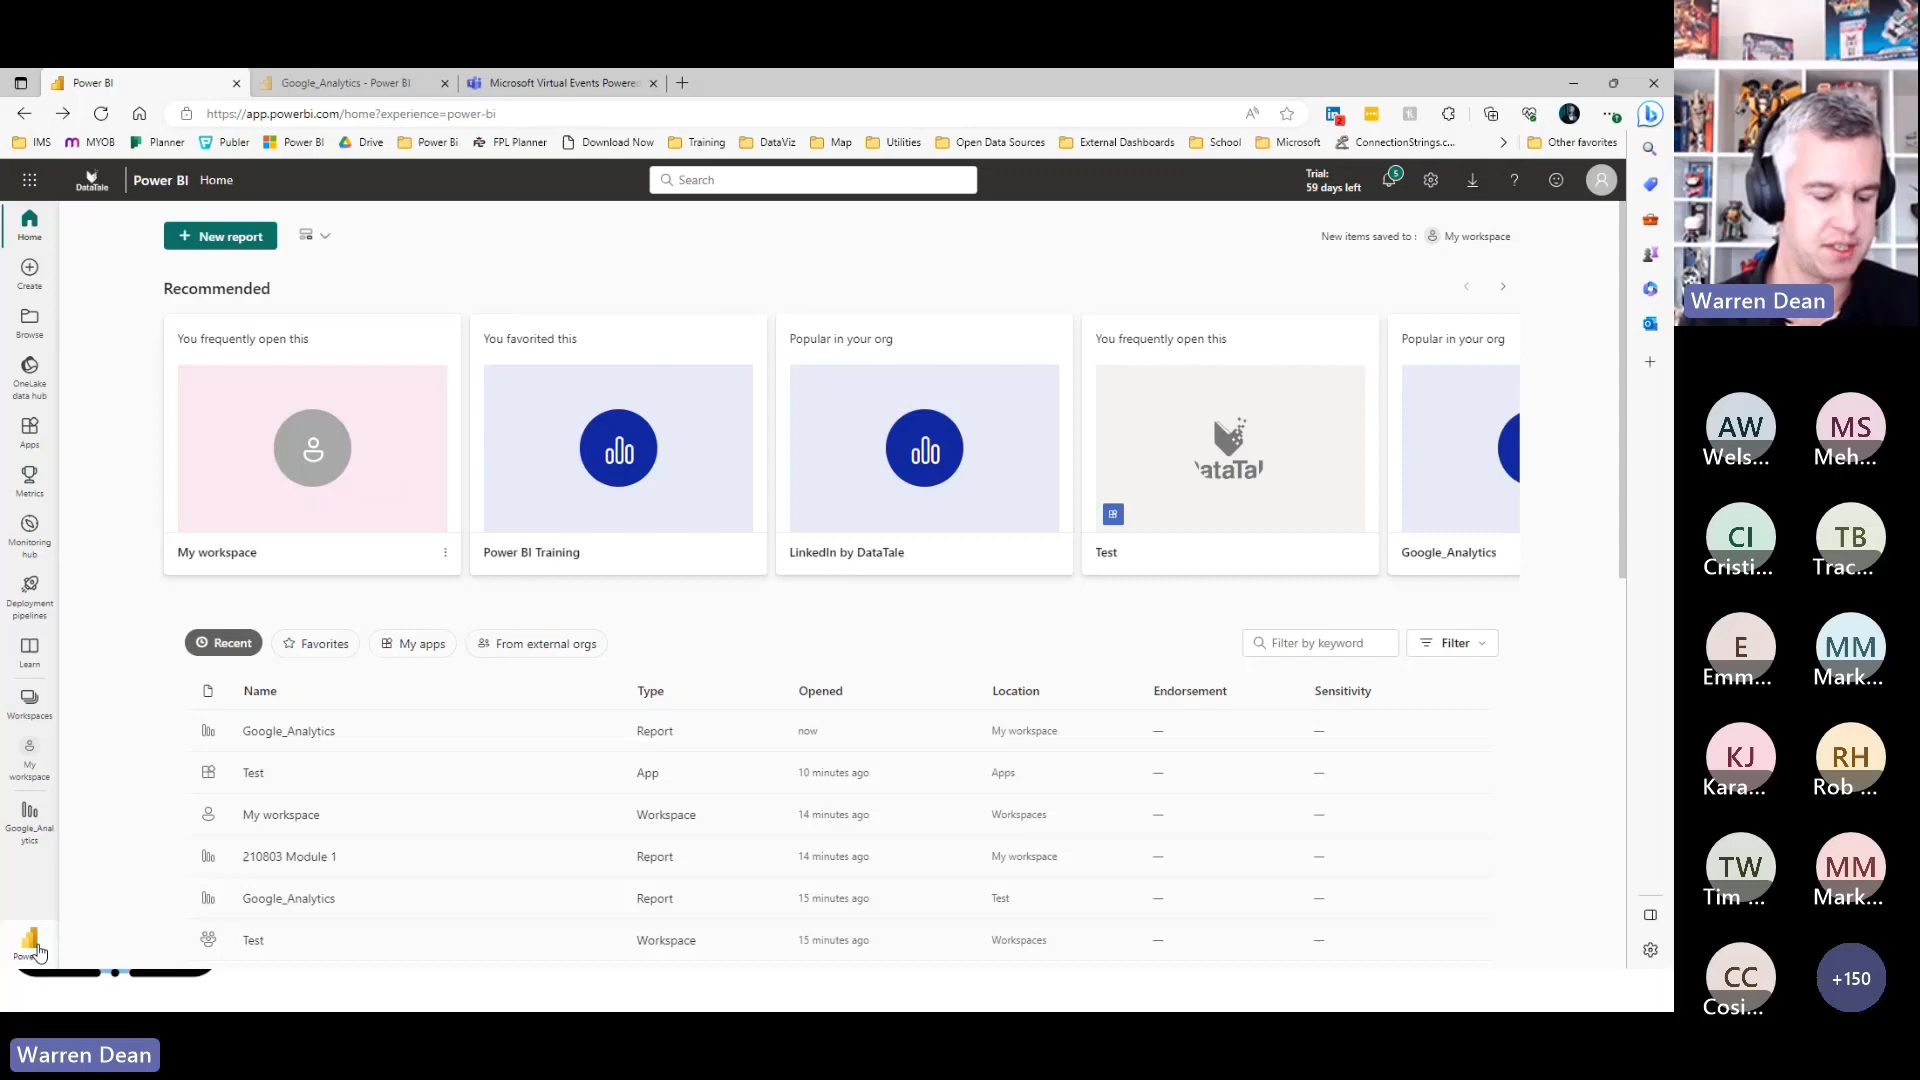 Power BI
Google_Analytics - Power BI
Microsoft Virtual Events Powered
https://app.powerbi.com/home?experience=power-bi
IMS
MYOB
Planner
Publer
Power BI
Drive
Power Bi
FPL Planner
Download Now
Training
DataViz
Map
Utilities
Open Data Sources
External Dashboards
School
Microsoft
ConnectionStrings.c...
Other favorites
DataTale
Power BI Home
Search
Trial:
59 days left
5
Home
Create
Browse
OneLake
data hub
Apps
Metrics
Monitoring
hub
Deployment
pipelines
Learn
Workspaces
My
workspace
Google_Anal
ytics
New report
New items saved to : My workspace
Recommended
You frequently open this
My workspace
You favorited this
Power BI Training
Popular in your org
LinkedIn by DataTale
You frequently open this
Test
Popular in your org
Google_Analytics
Recent
Favorites
My apps
From external orgs
Filter by keyword
Filter
Name Type Opened Location Endorsement Sensitivity
Google_Analytics Report now My workspace — —
Test App 10 minutes ago Apps — —
My workspace Workspace 14 minutes ago Workspaces — —
210803 Module 1 Report 14 minutes ago My workspace — —
Google_Analytics Report 15 minutes ago Test — —
Test Workspace 15 minutes ago Workspaces — —
Warren Dean
AW
Wels...
MS
Meh...
CI
Cristi...
TB
Trac...
E
Emm...
MM
Mark...
KJ
Kara...
RH
Rob ...
TW
Tim ...
MM
Mark...
CC
Cosi...
+150
Warren Dean